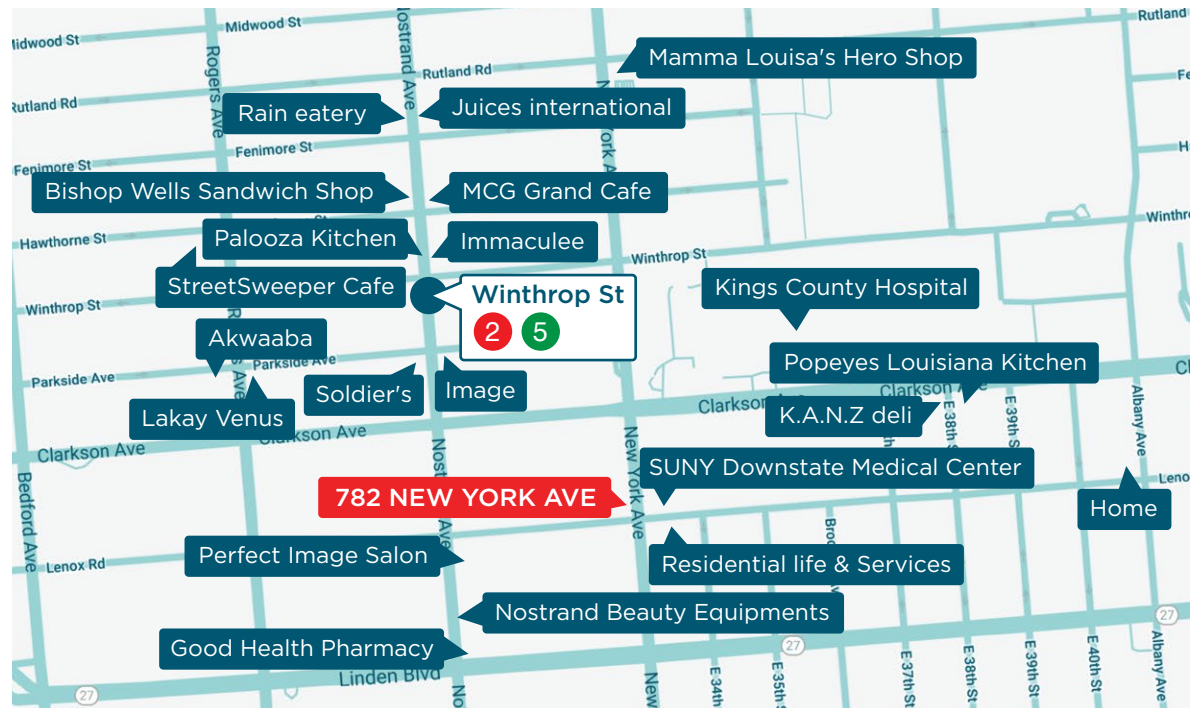 Midwood St
Midwood St
Rutland
Rogers Ave
Nostrand Ave
Mamma Louisa's Hero Shop
Rutland Rd
Rutland Rd
Rain eatery
Juices international
Fenimore St
Fenimore St
Bishop Wells Sandwich Shop
MCG Grand Cafe
Hawthorne St
Palooza Kitchen
Immaculee
Winthrop St
StreetSweeper Cafe
Winthrop St
2 5
Kings County Hospital
Winthrop St
Akwaaba
Parkside Ave
Parkside Ave
Soldier's
Image
Popeyes Louisiana Kitchen
Lakay Venus
Clarkson Ave
Clarkson Ave
Clarkson
K.A.N.Z deli
E 38th S
E 39th S
Albany Ave
Clarkson Ave
Bedford Ave
New York Ave
SUNY Downstate Medical Center
782 NEW YORK AVE
Home
Lenox Rd
Perfect Image Salon
Residential life & Services
Nostrand Beauty Equipments
27
Good Health Pharmacy
27
Linden Blvd
27
E 34th
E 35th S
E 37th St
E 38th St
E 39th St
E 40th St
Albany Ave
New
No